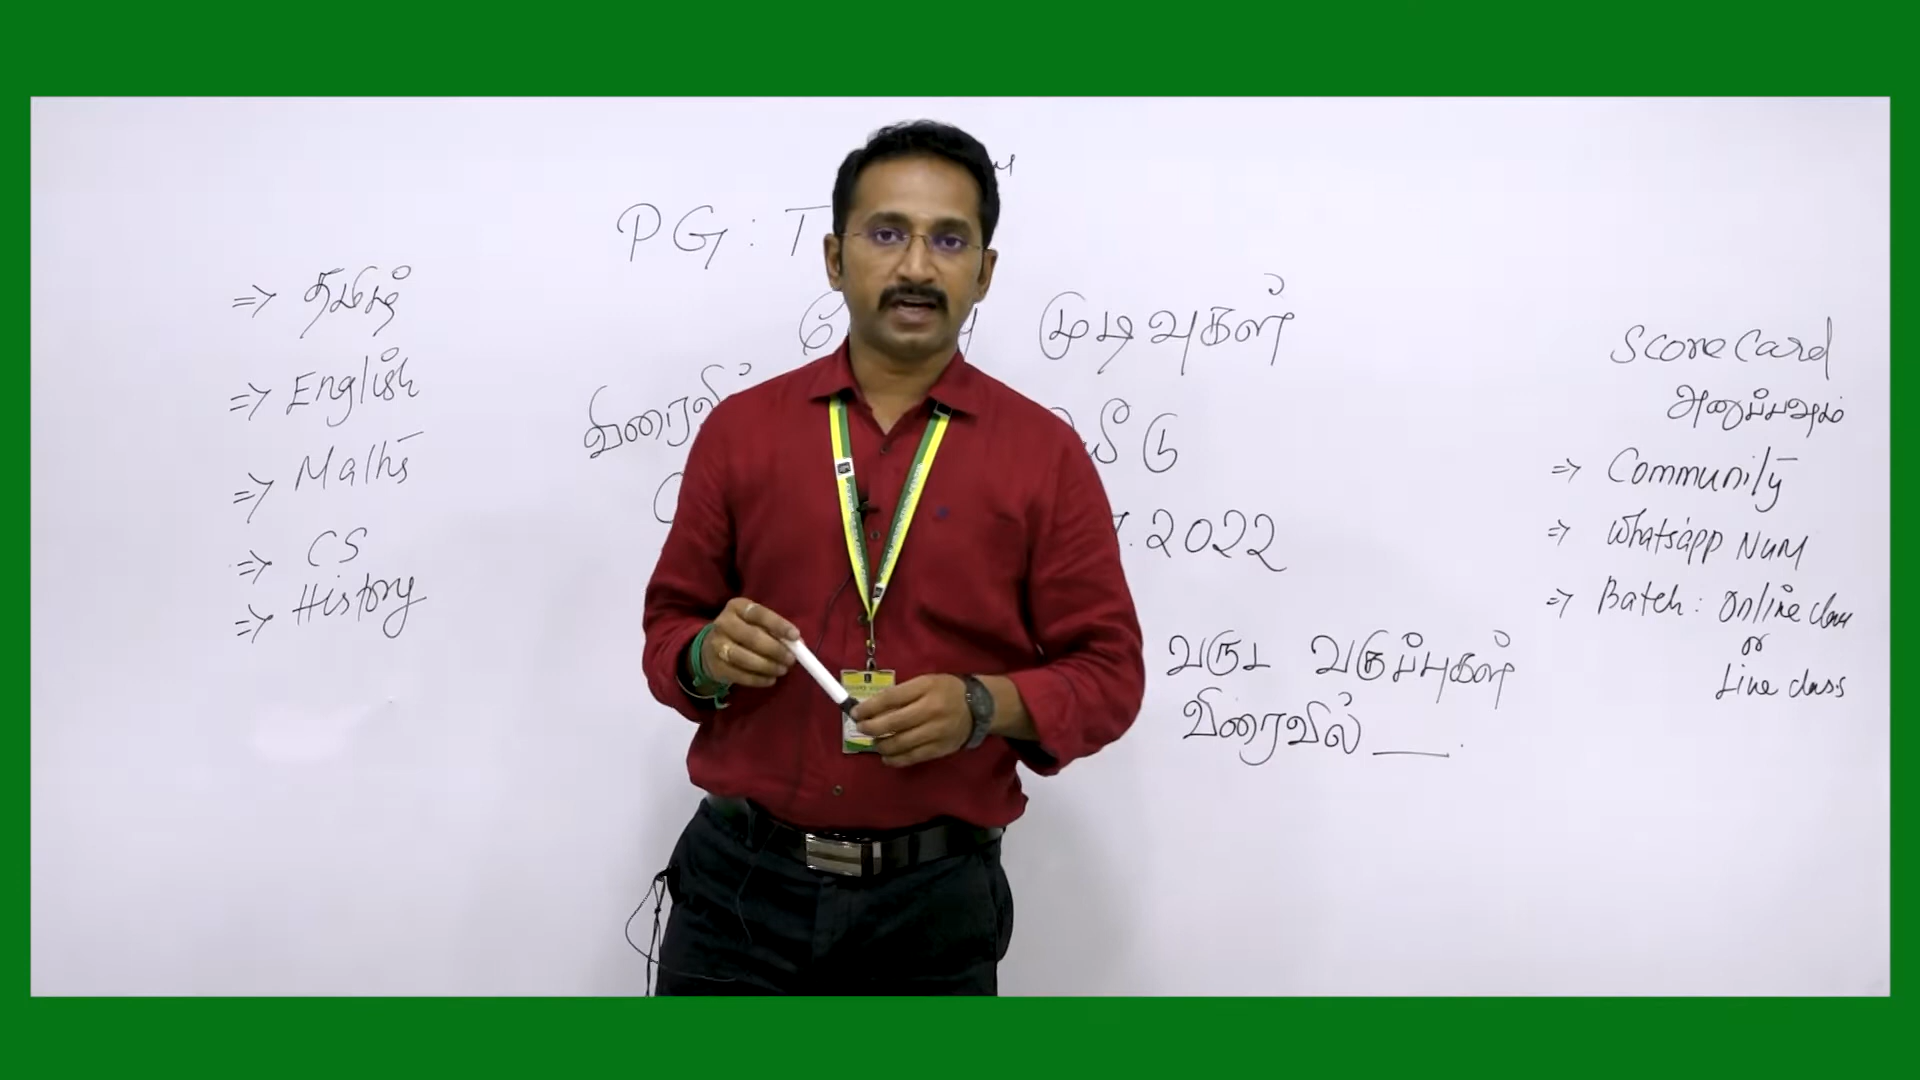 தமிழ்
English
Maths
CS
History
PG : T
முடிவுகள்
2022
வருட வகுப்புகள்
விரைவில்
Score Card
அனுப்பவும்
Community
Whatsapp Num
Batch : Online class
or
Live class